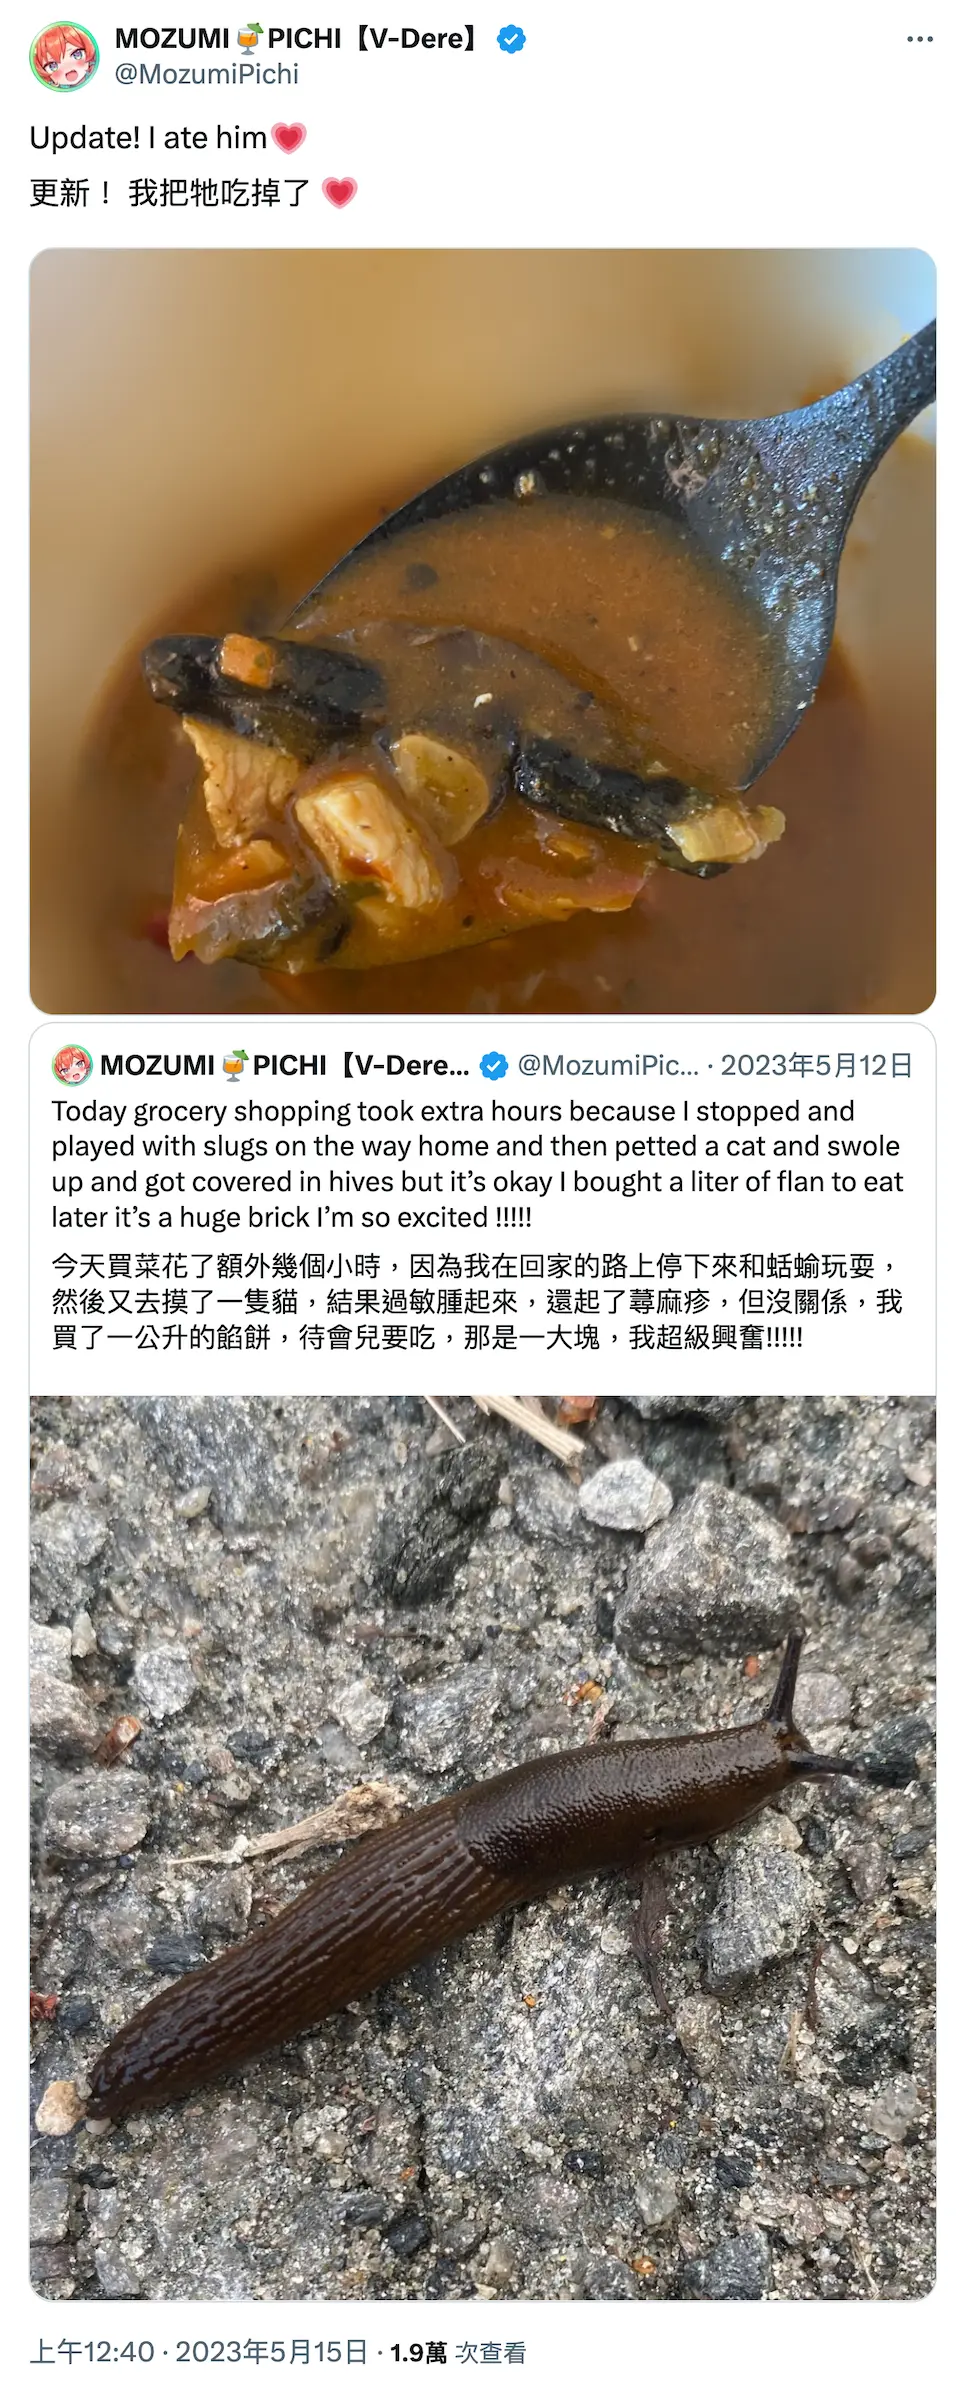 MOZUMI🍹PICHI【V-Dere】
@MozumiPichi
Update! I ate him💗
更新！ 我把牠吃掉了 💗
MOZUMI🍹PICHI【V-Dere... @MozumiPic... · 2023年5月12日
Today grocery shopping took extra hours because I stopped and
played with slugs on the way home and then petted a cat and swole
up and got covered in hives but it’s okay I bought a liter of flan to eat
later it’s a huge brick I’m so excited !!!!!
今天買菜花了額外幾個小時，因為我在回家的路上停下來和蛞蝓玩耍，
然後又去摸了一隻貓，結果過敏腫起來，還起了蕁麻疹，但沒關係，我
買了一公升的餡餅，待會兒要吃，那是一大塊，我超級興奮!!!!!
上午12:40 · 2023年5月15日 · 1.9萬 次查看